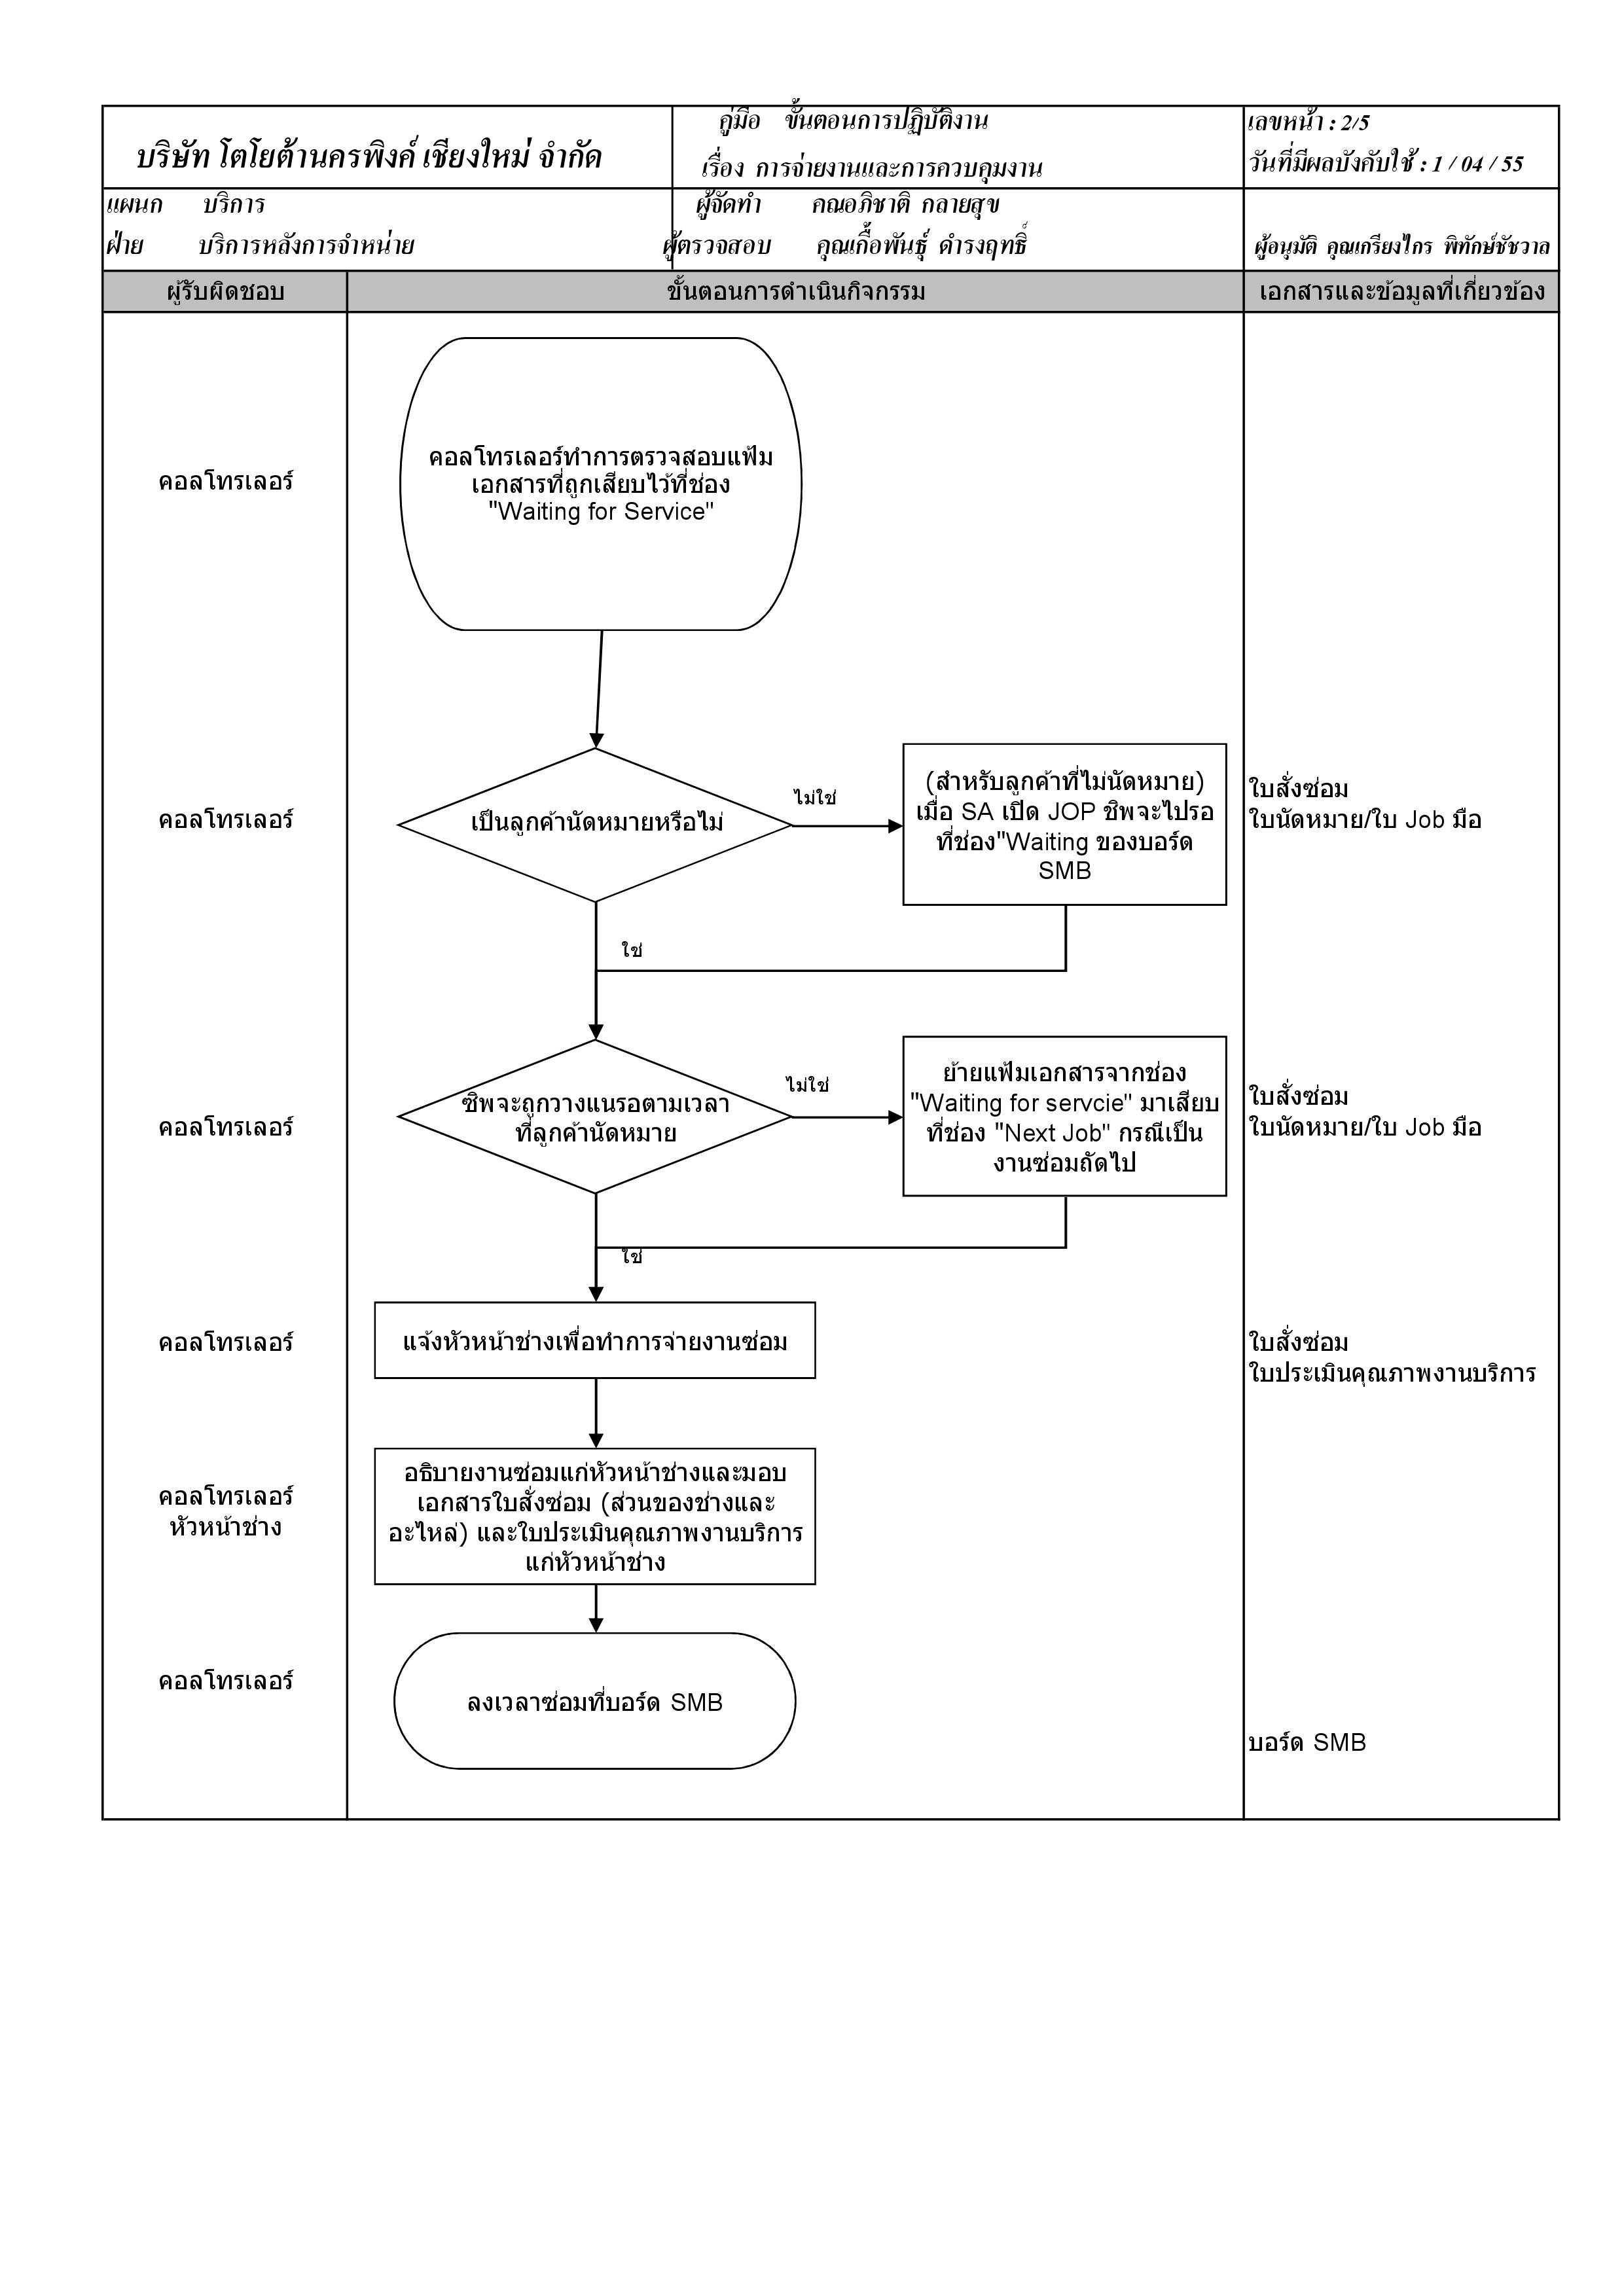 บริษัท โตโยต้านครพิงค์ เชียงใหม่ จำกัด
คู่มือ ขั้นตอนการปฏิบัติงาน
เรื่อง การจ่ายงานและการควบคุมงาน
เลขหน้า : 2/5
วันที่มีผลบังคับใช้ : 1 / 04 / 55
แผนก บริการ
ฝ่าย บริการหลังการจำหน่าย
ผู้จัดทำ คุณอภิชาติ กลายสุข
ผู้ตรวจสอบ คุณเกื้อพันธุ์ ดำรงฤทธิ์
ผู้อนุมัติ คุณเกรียงไกร พิทักษ์ชัชวาล
ผู้รับผิดชอบ
ขั้นตอนการดำเนินกิจกรรม
เอกสารและข้อมูลที่เกี่ยวข้อง
คอลโทรเลอร์
คอลโทรเลอร์ทำการตรวจสอบแฟ้ม
เอกสารที่ถูกเสียบไว้ที่ช่อง
"Waiting for Service"
คอลโทรเลอร์
เป็นลูกค้านัดหมายหรือไม่
ไม่ใช่
(สำหรับลูกค้าที่ไม่นัดหมาย)
เมื่อ SA เปิด JOP ชิพจะไปรอ
ที่ช่อง"Waiting ของบอร์ด
SMB
ใบสั่งซ่อม
ใบนัดหมาย/ใบ Job มือ
ใช่
คอลโทรเลอร์
ซิพจะถูกวางแนรอตามเวลา
ที่ลูกค้านัดหมาย
ไม่ใช่
ย้ายแฟ้มเอกสารจากช่อง
"Waiting for servcie" มาเสียบ
ที่ช่อง "Next Job" กรณีเป็น
งานซ่อมถัดไป
ใบสั่งซ่อม
ใบนัดหมาย/ใบ Job มือ
ใช่
คอลโทรเลอร์
แจ้งหัวหน้าช่างเพื่อทำการจ่ายงานซ่อม
ใบสั่งซ่อม
ใบประเมินคุณภาพงานบริการ
คอลโทรเลอร์
หัวหน้าช่าง
อธิบายงานซ่อมแก่หัวหน้าช่างและมอบ
เอกสารใบสั่งซ่อม (ส่วนของช่างและ
อะไหล่) และใบประเมินคุณภาพงานบริการ
แก่หัวหน้าช่าง
คอลโทรเลอร์
ลงเวลาซ่อมที่บอร์ด SMB
บอร์ด SMB